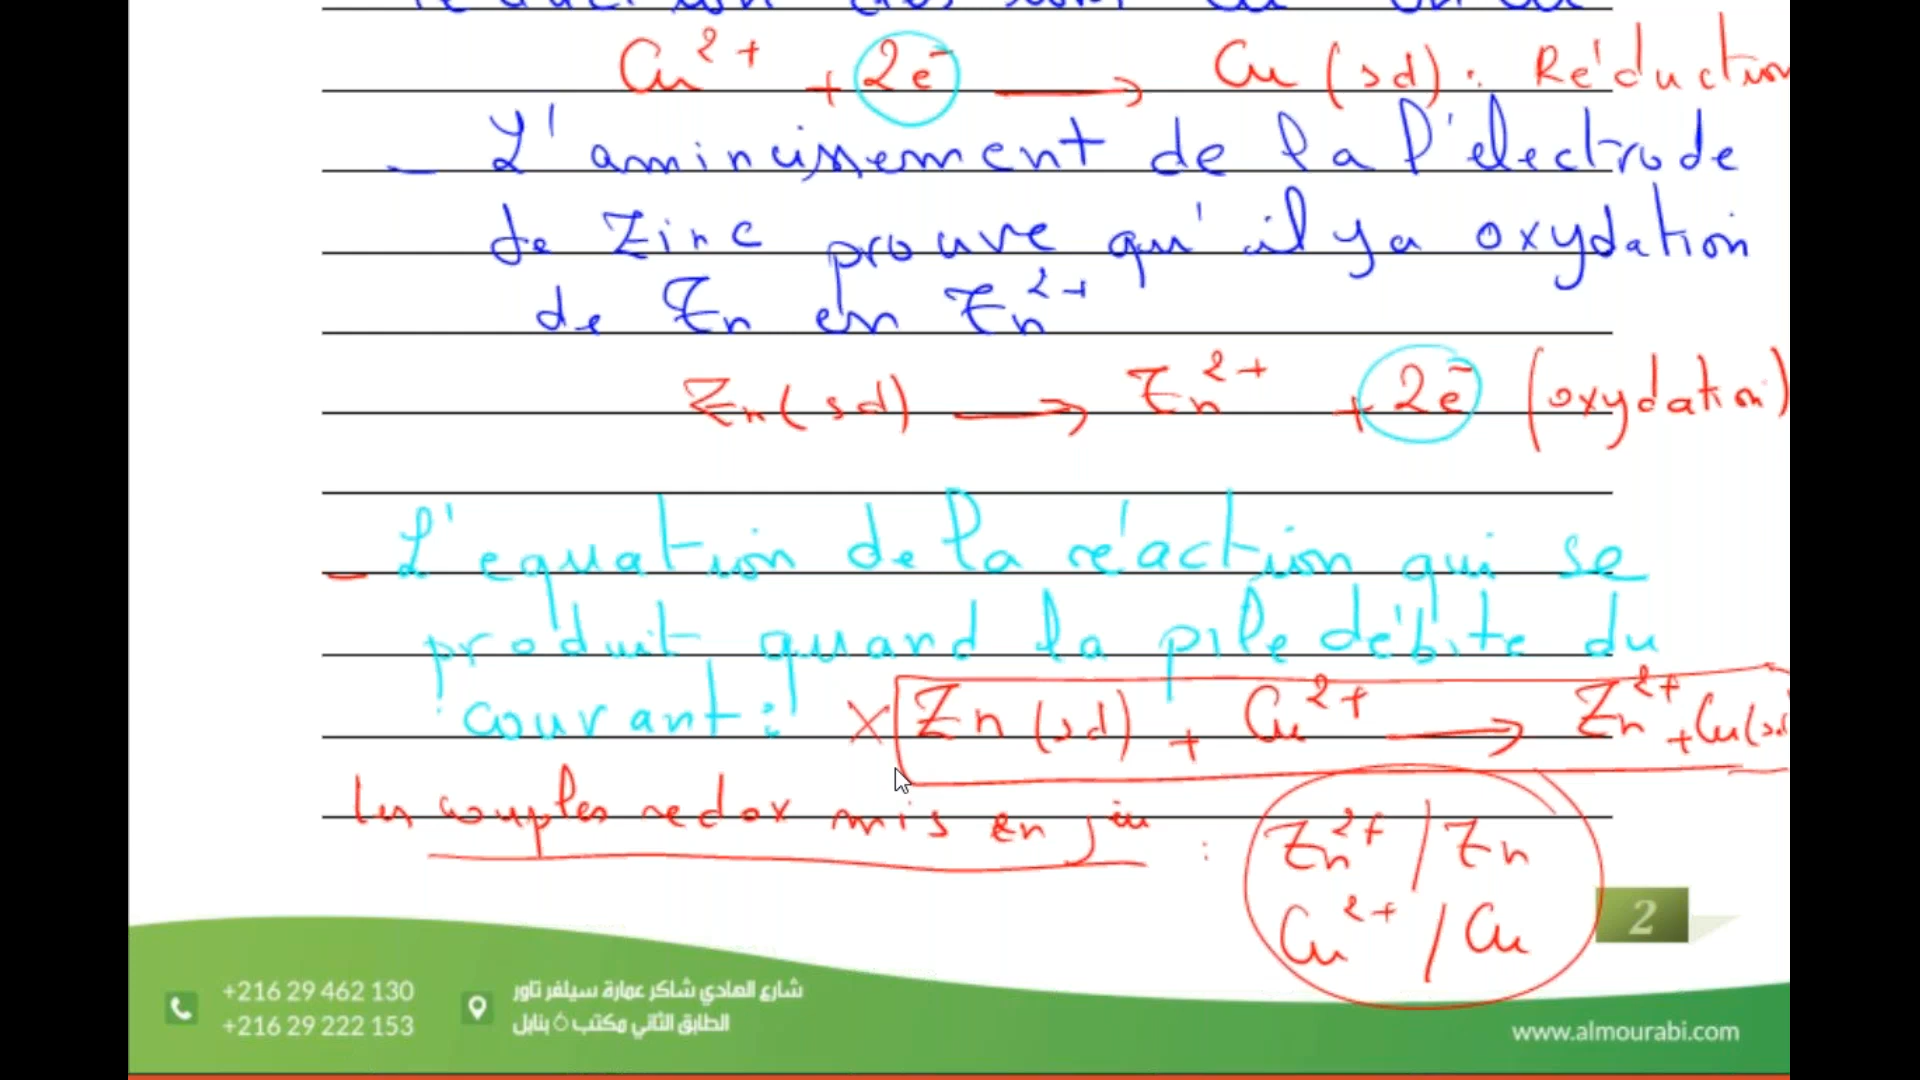 Cu²⁺ + 2e⁻ → Cu (sd) : Réduction
_ L'amincissement de la l'électrode
de Zinc prouve qu'il y a oxydation
de Zn en Zn²⁺
Zn (sd) → Zn²⁺ + 2e⁻ (oxydation)
- L'equation de la réaction qui se
produit quand la pile débite du
courant : × Zn (sd) + Cu²⁺ → Zn²⁺ + Cu (sd
les couples redox mis en jeu : Zn²⁺ / Zn
Cu²⁺ / Cu
2
+216 29 462 130
+216 29 222 153
شارع الهادي شاكر عمارة سيلفر تاور
الطابق الثاني مكتب 6 بنابل
www.almourabi.com